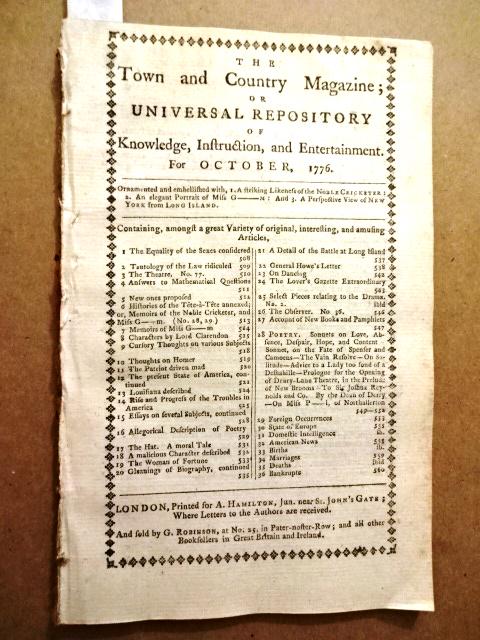 THE
Town and Country Magazine;
OR
UNIVERSAL REPOSITORY
OF
Knowledge, Instruction, and Entertainment.
For OCTOBER, 1776.
Ornamented and embellished with, 1. A striking Likeness of the NOBLE CRICKETER:
2. An elegant Portrait of Miss G——m: And 3. A Perspective View of NEW
YORK from LONG ISLAND.
Containing, amongst a great Variety of original, interesting, and amusing
Articles,
1 The Equality of the Sexes considered
508
2 Tautology of the Law ridiculed 509
3 The Theatre. No. 77. 510
4 Answers to Mathematical Questions
511
5 New ones proposed 512
6 Histories of the Tête-à-Tête annexed;
or, Memoirs of the Noble Cricketer, and
Miss G—m. (No. 28, 29.) 513
7 Memoirs of Miss G—m 514
8 Characters by Lord Clarendon 515
9 Cursory Thoughts on various Subjects
518
10 Thoughts on Homer 519
11 The Patriot driven mad 520
12 The present State of America, con-
tinued 522
13 Louisiana described 524
14 Rise and Progress of the Troubles in
America 525
15 Essays on several Subjects, continued
528
16 Allegorical Description of Poetry
529
17 The Hat. A moral Tale 531
18 A malicious Character described 532
19 The Woman of Fortune 533
20 Gleanings of Biography, continued
535
21 A Detail of the Battle at Long Island
537
22 General Howe's Letter 538
23 On Dancing 542
24 The Lover's Gazette Extraordinary
545
25 Select Pieces relating to the Drama.
No. 2. ibid
26 The Observer. No. 36. 546
27 Account of New Books and Pamphlets
547
28 POETRY. Sonnets on Love, Ab-
sence, Despair, Hope, and Content—
Sonnet, on the Fate of Spenser and
Camoens—The Vain Resolve—On So-
litude—Advice to a Lady too fond of a
Deshabille—Prologue for the Opening
of Drury-Lane Theatre, in the Prelude
of New Brooms—To Sir Joshua Rey-
nolds and Co. By the Dean of Derry
—On Miss P——l, of Northallerton
549—552
29 Foreign Occurrences 553
30 State of Europe 555
31 Domestic Intelligence ib.
32 American News 558
33 Births ib.
34 Marriages 559
35 Deaths ibid
36 Bankrupts 560
LONDON, Printed for A. HAMILTON, Jun. near St. JOHN'S GATE;
Where Letters to the Authors are received.
And sold by G. ROBINSON, at No. 25, in Pater-noster-Row; and all other
Booksellers in Great Britain and Ireland.